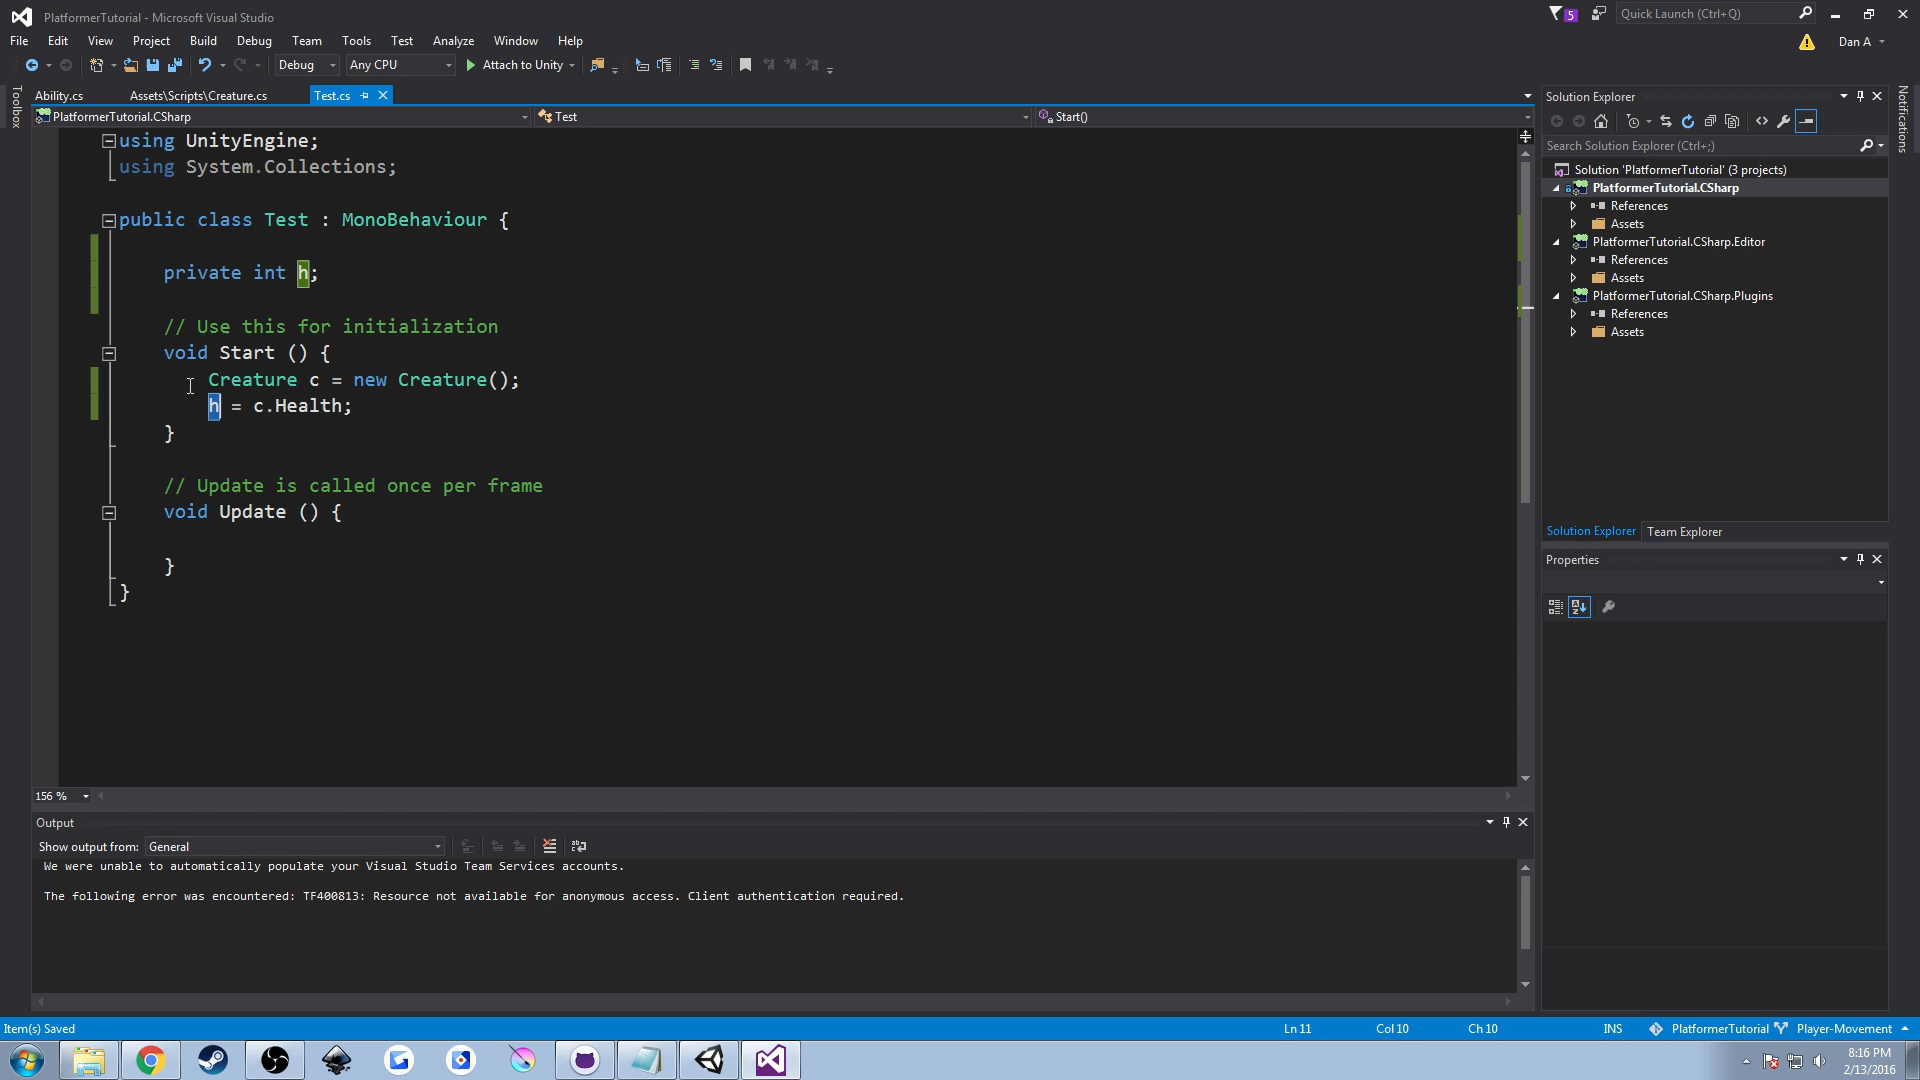 PlatformerTutorial - Microsoft Visual Studio
5
Quick Launch (Ctrl+Q)
File Edit View Project Build Debug Team Tools Test Analyze Window Help
Dan A
Debug Any CPU Attach to Unity
Toolbox
Ability.cs Assets\Scripts\Creature.cs Test.cs
PlatformerTutorial.CSharp Test Start()
using UnityEngine;
using System.Collections;
public class Test : MonoBehaviour {
private int h;
// Use this for initialization
void Start () {
Creature c = new Creature();
h = c.Health;
}
// Update is called once per frame
void Update () {
}
}
156 %
Output
Show output from: General
We were unable to automatically populate your Visual Studio Team Services accounts.
The following error was encountered: TF400813: Resource not available for anonymous access. Client authentication required.
Solution Explorer
Search Solution Explorer (Ctrl+;)
Solution 'PlatformerTutorial' (3 projects)
PlatformerTutorial.CSharp
References
Assets
PlatformerTutorial.CSharp.Editor
References
Assets
PlatformerTutorial.CSharp.Plugins
References
Assets
Solution Explorer Team Explorer
Properties
Notifications
Item(s) Saved Ln 11 Col 10 Ch 10 INS PlatformerTutorial Player-Movement
8:16 PM
2/13/2016